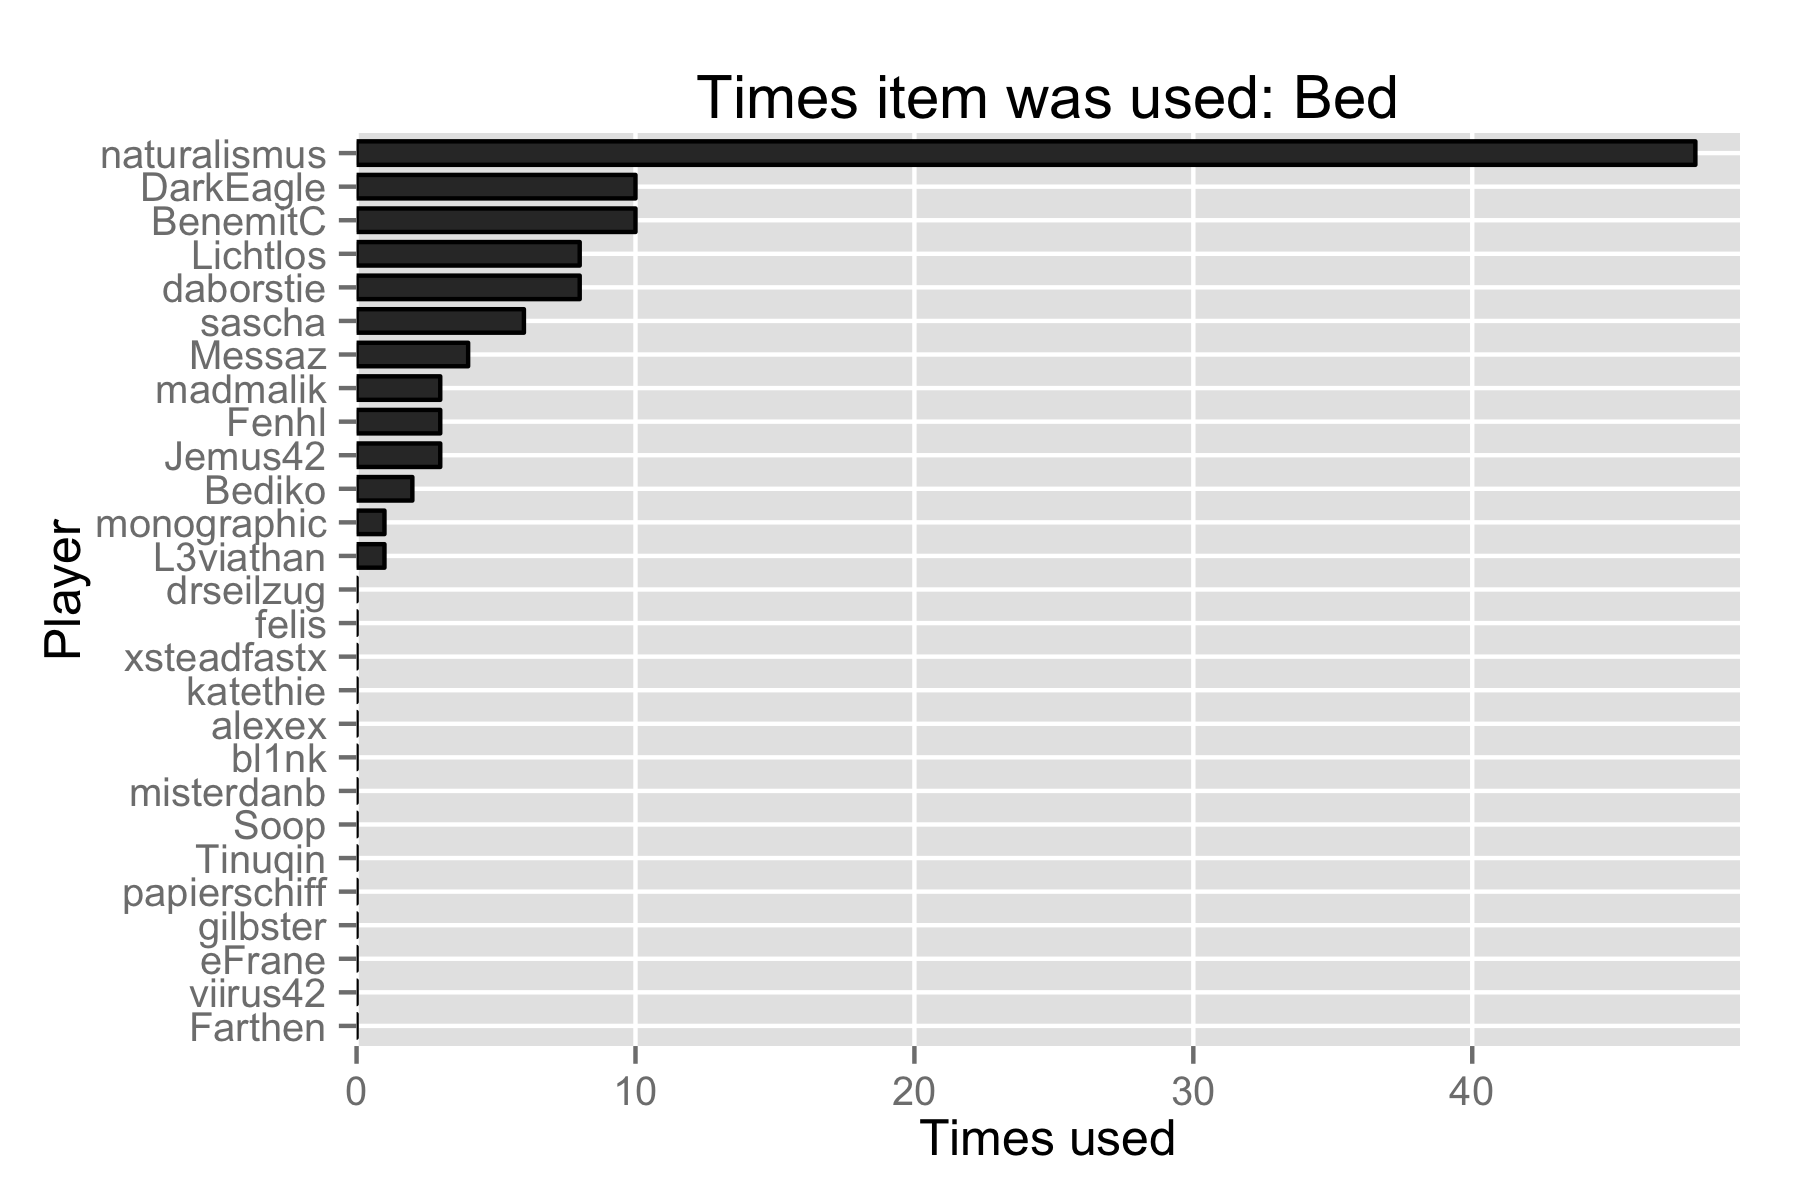 Times item was used: Bed
naturalismus
DarkEagle
BenemitC
Lichtlos
daborstie
sascha
Messaz
madmalik
Fenhl
Jemus42
Bediko
monographic
L3viathan
drseilzug
felis
xsteadfastx
katethie
alexex
bl1nk
misterdanb
Soop
Tinuqin
papierschiff
gilbster
eFrane
viirus42
Farthen
Player
0 10 20 30 40
Times used